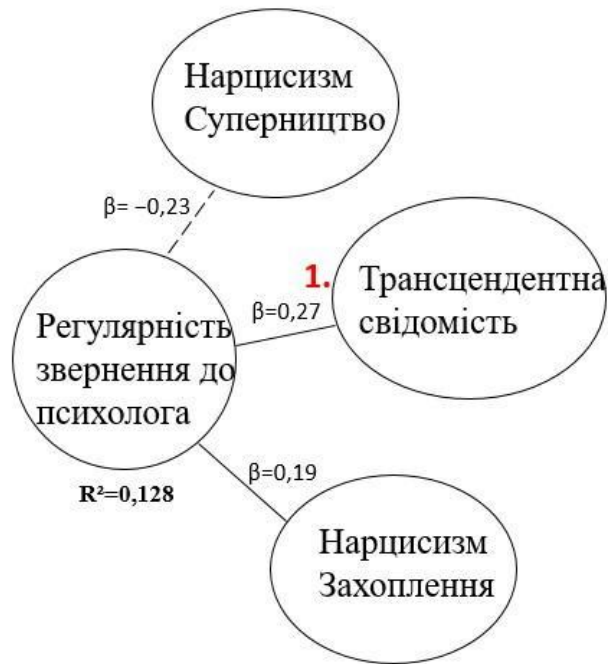 Нарцисизм
Суперництво
β= −0,23
1.
Трансцендентна
свідомість
β=0,27
Регулярність
звернення до
психолога
R²=0,128
β=0,19
Нарцисизм
Захоплення